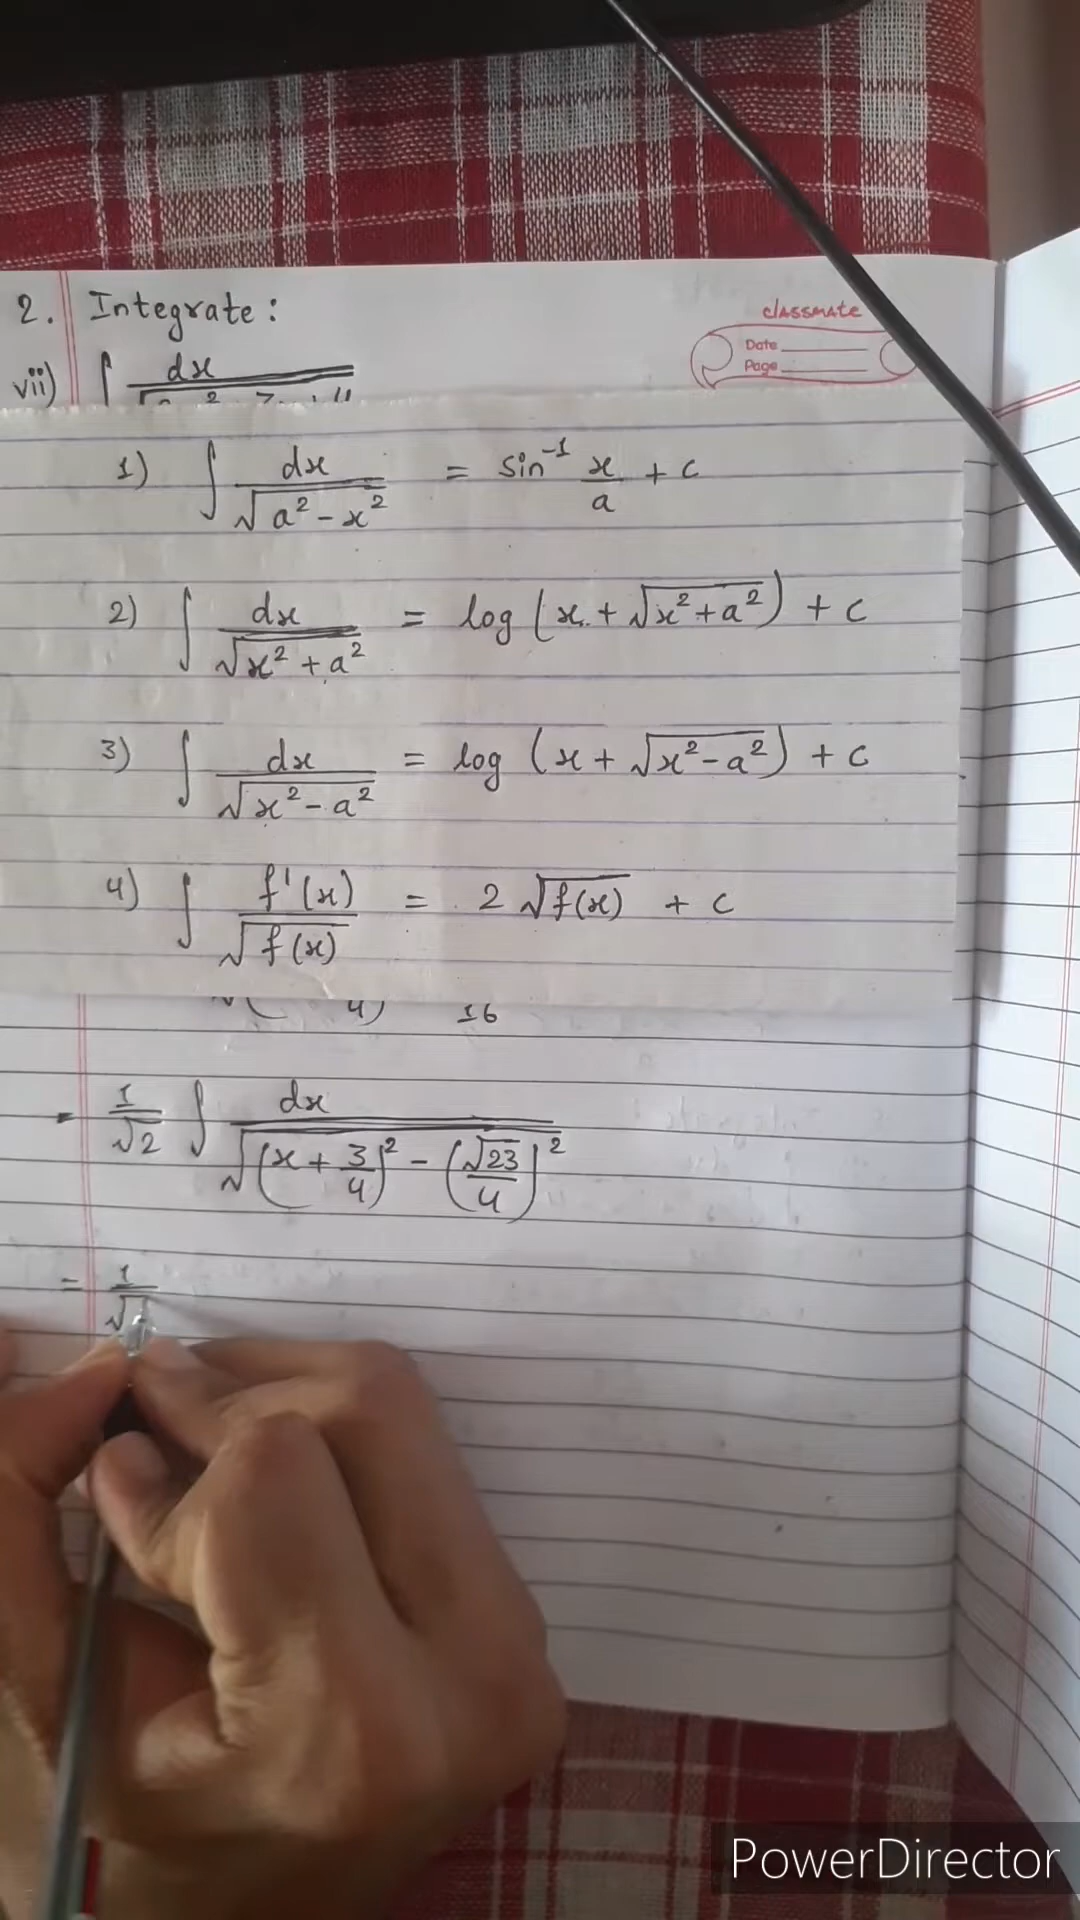 2. Integrate:
classmate
Date
Page
vii) ∫ dx
1) ∫ dx/√(a² - x²) = sin⁻¹ x/a + c
2) ∫ dx/√(x² + a²) = log (x + √(x² + a²)) + c
3) ∫ dx/√(x² - a²) = log (x + √(x² - a²)) + c
4) ∫ f'(x)/√f(x) = 2 √f(x) + c
4) 16
= 1/√2 ∫ dx/√((x + 3/4)² - (√23/4)²)
= 1/√
PowerDirector